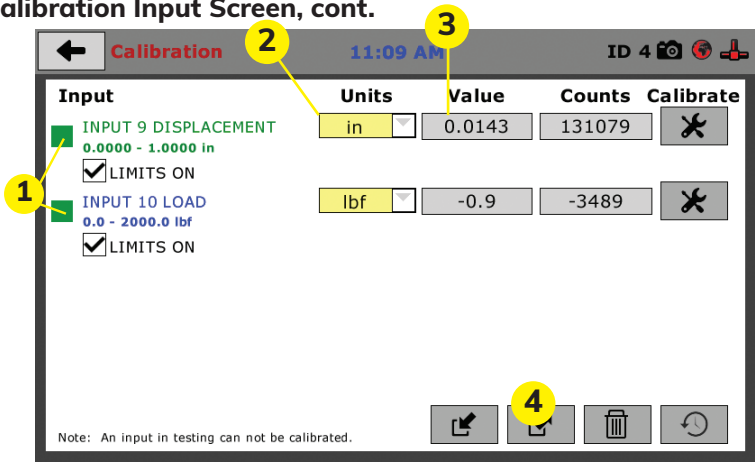 alibration Input Screen, cont.
2
3
Calibration 11:09 AM ID 4
Input Units Value Counts Calibrate
INPUT 9 DISPLACEMENT in 0.0143 131079
0.0000 - 1.0000 in
LIMITS ON
1
INPUT 10 LOAD lbf -0.9 -3489
0.0 - 2000.0 lbf
LIMITS ON
4
Note: An input in testing can not be calibrated.